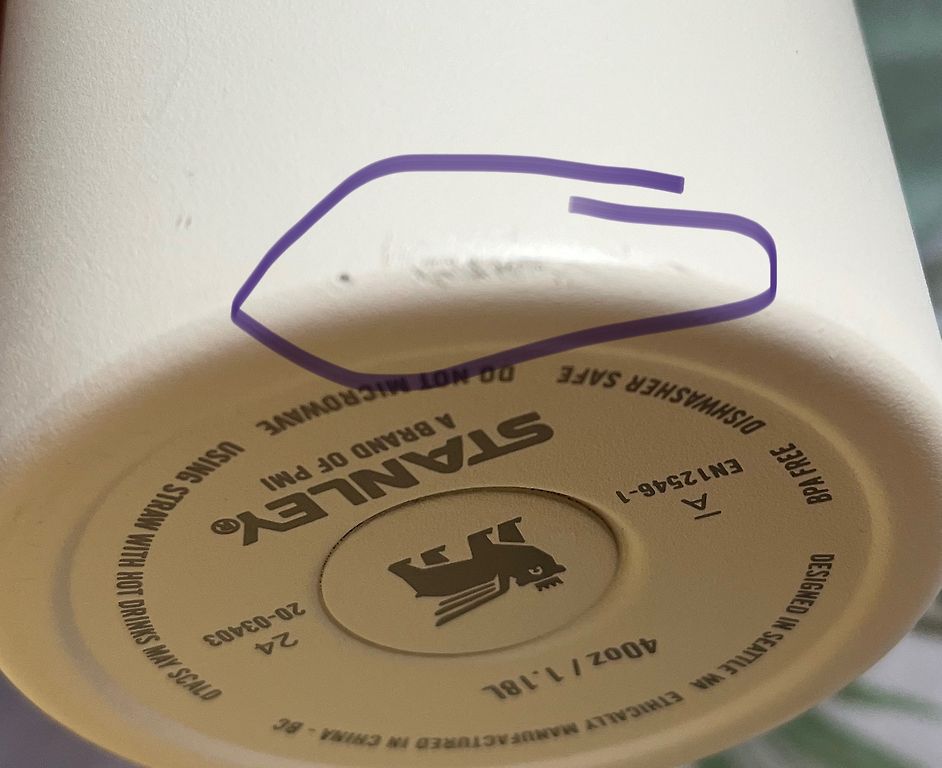 DO NOT MICROWAVE
DISHWASHER SAFE
BPA FREE
DESIGNED IN SEATTLE WA
ETHICALLY MANUFACTURED IN CHINA - BC
USING STRAW WITH HOT DRINKS MAY SCALD
STANLEY®
A BRAND OF PMI
EN12546-1
A
24
20-03403
40oz / 1.18L